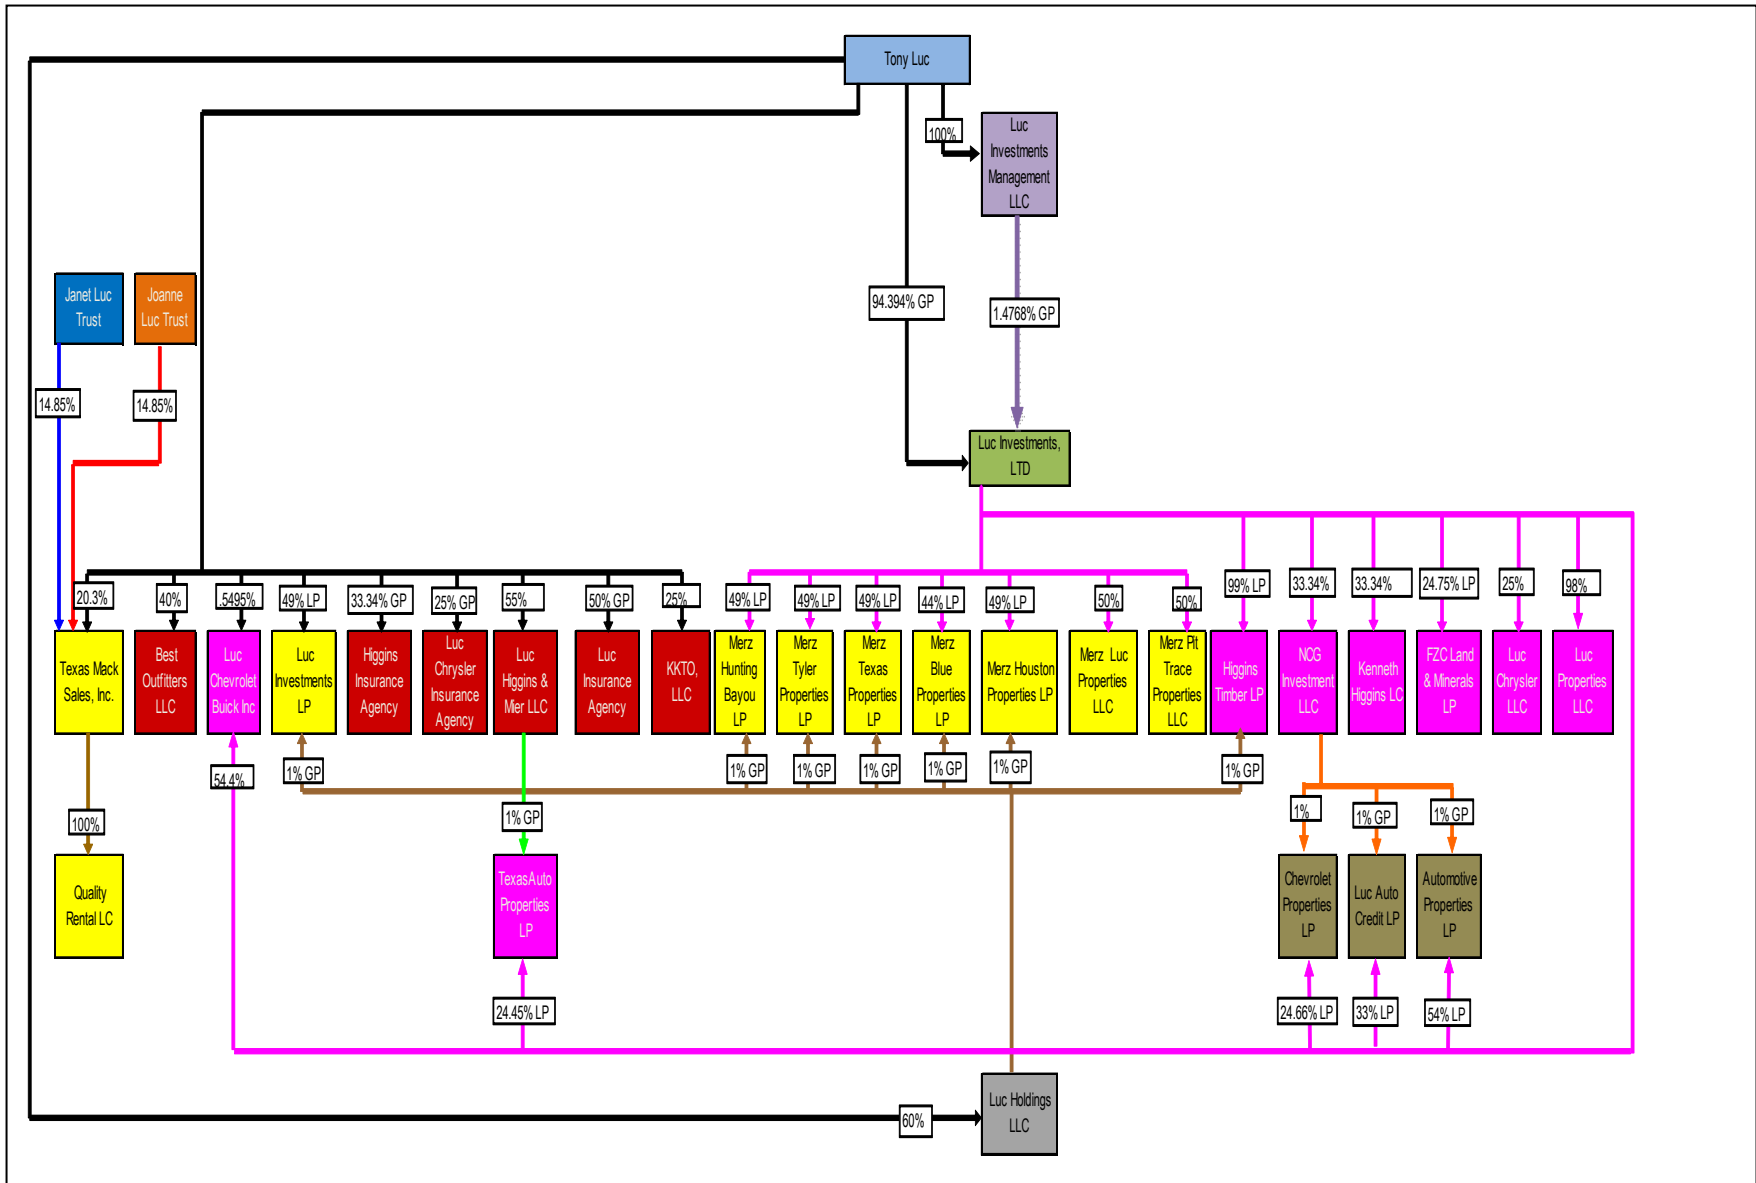 Tony Luc
100%
Luc
Investments
Management
LLC
Janet Luc
Trust
Joanne
Luc Trust
94.394% GP
1.4768% GP
14.85%
14.85%
Luc Investments,
LTD
20.3%
40%
.5495%
49% LP
33.34% GP
25% GP
55%
50% GP
25%
49% LP
49% LP
49% LP
44% LP
49% LP
50%
50%
99% LP
33.34%
33.34%
24.75% LP
25%
98%
Texas Mack
Sales, Inc.
Best
Outfitters
LLC
Luc
Chevrolet
Buick Inc
Luc
Investments
LP
Higgins
Insurance
Agency
Luc
Chrysler
Insurance
Agency
Luc
Higgins &
Mier LLC
Luc
Insurance
Agency
KKTO,
LLC
Merz
Hunting
Bayou
LP
Merz
Tyler
Properties
LP
Merz
Texas
Properties
LP
Merz
Blue
Properties
LP
Merz Houston
Properties LP
Merz Luc
Properties
LLC
Merz Pit
Trace
Properties
LLC
Higgins
Timber LP
NCG
Investment
LLC
Kenneth
Higgins LC
FZC Land
& Minerals
LP
Luc
Chrysler
LLC
Luc
Properties
LLC
54.4%
1% GP
1% GP
1% GP
1% GP
1% GP
1% GP
1% GP
100%
1% GP
1%
1% GP
1% GP
Quality
Rental LC
Texas Auto
Properties
LP
Chevrolet
Properties
LP
Luc Auto
Credit LP
Automotive
Properties
LP
24.45% LP
24.66% LP
33% LP
54% LP
Luc Holdings
LLC
60%